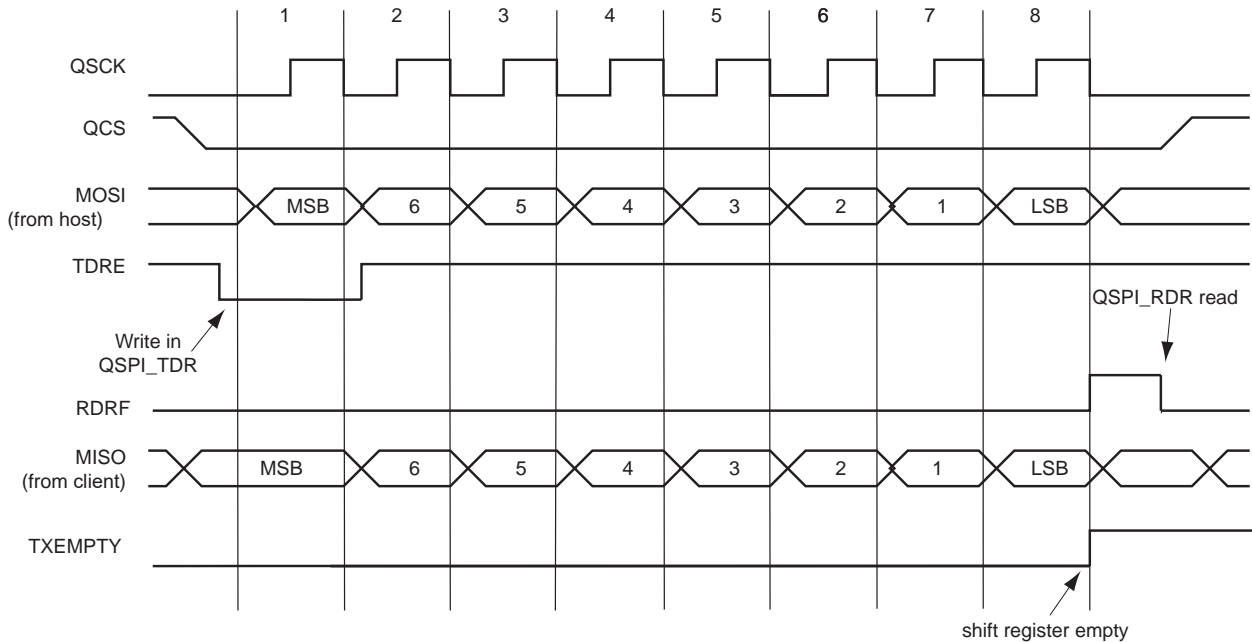 1 2 3 4 5 6 7 8
QSCK
QCS
MOSI
(from host)
MSB 6 5 4 3 2 1 LSB
TDRE
Write in
QSPI_TDR
QSPI_RDR read
RDRF
MISO
(from client)
MSB 6 5 4 3 2 1 LSB
TXEMPTY
shift register empty